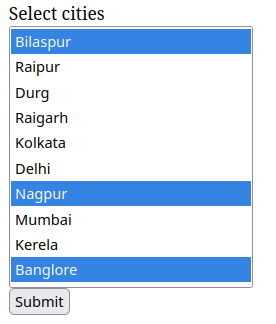 Select cities
Bilaspur
Raipur
Durg
Raigarh
Kolkata
Delhi
Nagpur
Mumbai
Kerela
Banglore
Submit